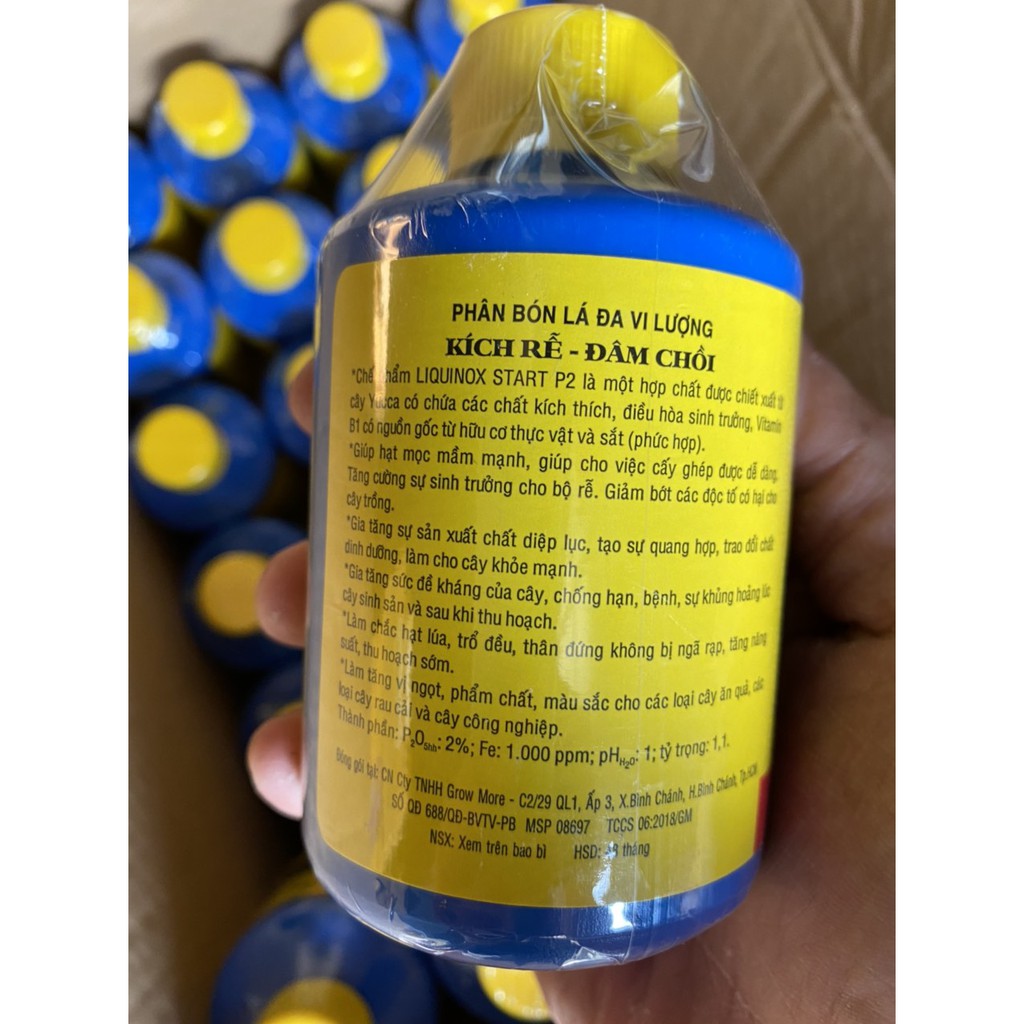 PHÂN BÓN LÁ ĐA VI LƯỢNG
KÍCH RỄ - ĐÂM CHỒI
*Chế phẩm LIQUINOX START P2 là một hợp chất được chiết xuất từ
cây Yucca có chứa các chất kích thích, điều hòa sinh trưởng, Vitamin
B1 có nguồn gốc từ hữu cơ thực vật và sắt (phức hợp).
*Giúp hạt mọc mầm mạnh, giúp cho việc cấy ghép được dễ dàng.
Tăng cường sự sinh trưởng cho bộ rễ. Giảm bớt các độc tố có hại cho
cây trồng.
*Gia tăng sự sản xuất chất diệp lục, tạo sự quang hợp, trao đổi chất
dinh dưỡng, làm cho cây khỏe mạnh.
*Gia tăng sức đề kháng của cây, chống hạn, bệnh, sự khủng hoảng lúc
cây sinh sản và sau khi thu hoạch.
*Làm chắc hạt lúa, trổ đều, thân đứng không bị ngã rạp, tăng năng
suất, thu hoạch sớm.
*Làm tăng vị ngọt, phẩm chất, màu sắc cho các loại cây ăn quả, các
loại cây rau cải và cây công nghiệp.
Thành phần: P₂O₅hh: 2%; Fe: 1.000 ppm; pHH₂O: 1; tỷ trọng: 1,1.
Đóng gói tại: CN Cty TNHH Grow More - C2/29 QL1, Ấp 3, X.Bình Chánh, H.Bình Chánh, Tp.HCM
SỐ QĐ 688/QĐ-BVTV-PB MSP 08697 TCCS 06:2018/GM
NSX: Xem trên bao bì HSD: tháng